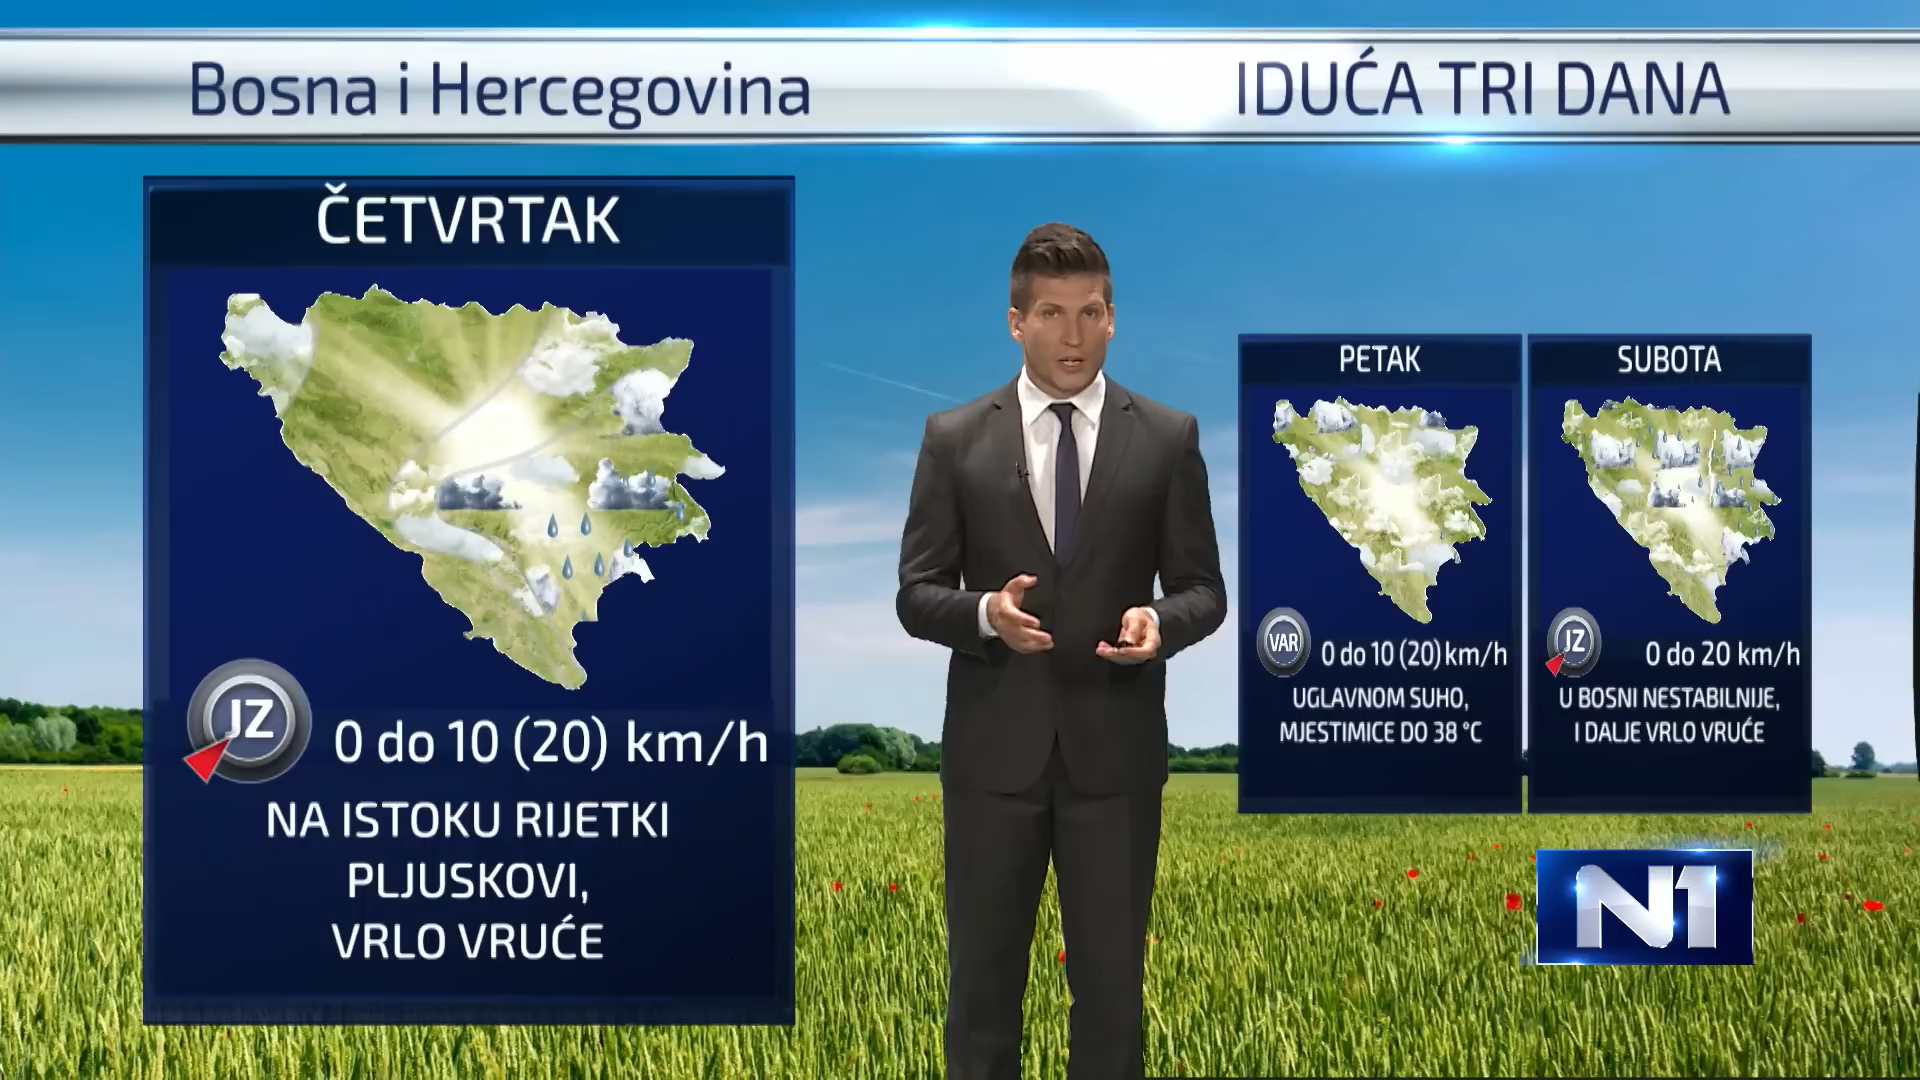 Bosna i Hercegovina
IDUĆA TRI DANA
ČETVRTAK
JZ
0 do 10 (20) km/h
NA ISTOKU RIJETKI
PLJUSKOVI,
VRLO VRUĆE
PETAK
VAR
0 do 10 (20) km/h
UGLAVNOM SUHO,
MJESTIMICE DO 38 °C
SUBOTA
JZ
0 do 20 km/h
U BOSNI NESTABILNIJE,
I DALJE VRLO VRUĆE
N1